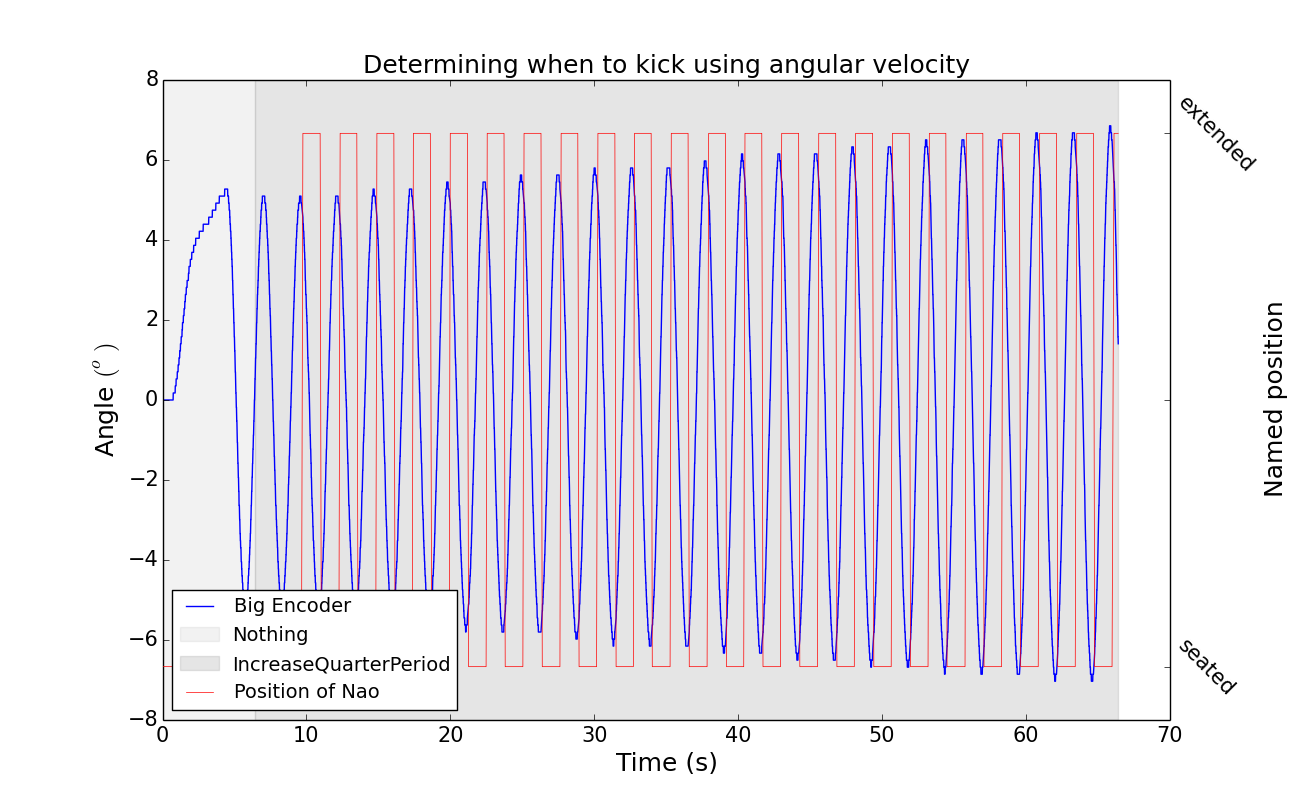 Determining when to kick using angular velocity
8
6
4
2
0
−2
−4
−6
−8
Angle (°)
extended
seated
Named position
Big Encoder
Nothing
IncreaseQuarterPeriod
Position of Nao
0 10 20 30 40 50 60 70
Time (s)